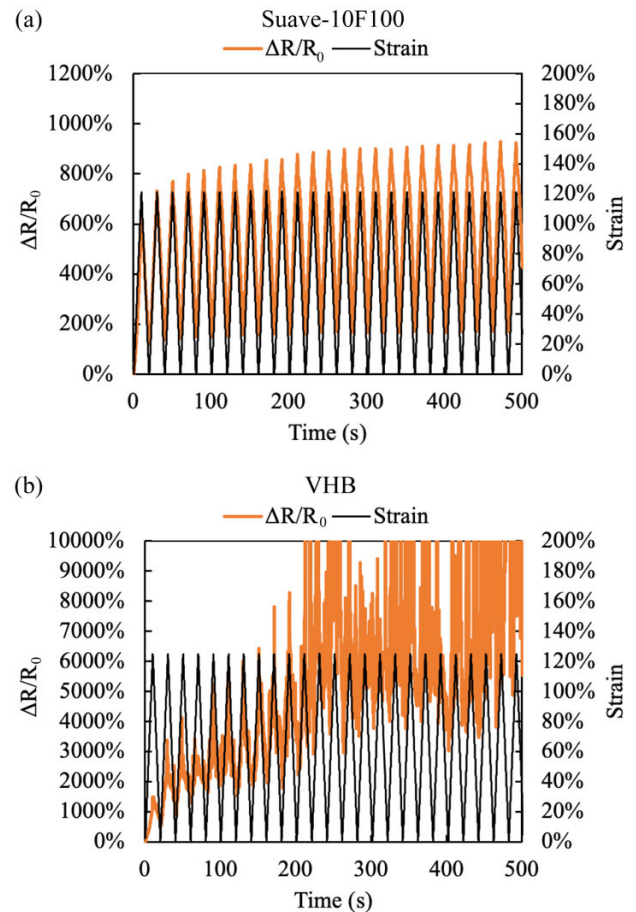 (a)
Suave-10F100
ΔR/R₀ Strain
1200% 200%
180%
1000% 160%
800% 140%
120%
600% 100%
80%
400% 60%
200% 40%
20%
0% 0%
ΔR/R₀
Strain
0 100 200 300 400 500
Time (s)
(b)
VHB
ΔR/R₀ Strain
10000% 200%
9000% 180%
8000% 160%
7000% 140%
6000% 120%
5000% 100%
4000% 80%
3000% 60%
2000% 40%
1000% 20%
0% 0%
ΔR/R₀
Strain
0 100 200 300 400 500
Time (s)